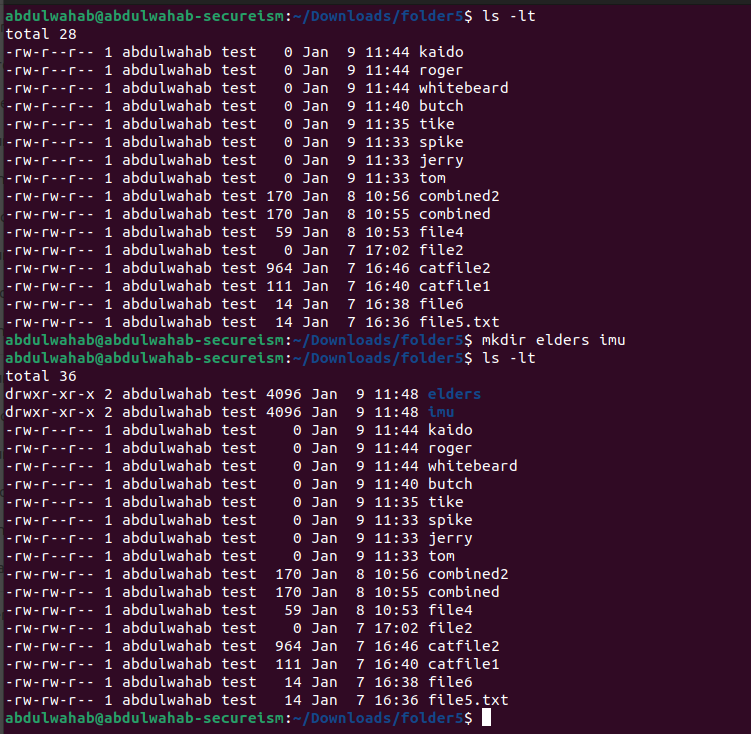 abdulwahab@abdulwahab-secureism:~/Downloads/folder5$ ls -lt
total 28
-rw-r--r-- 1 abdulwahab test   0 Jan  9 11:44 kaido
-rw-r--r-- 1 abdulwahab test   0 Jan  9 11:44 roger
-rw-r--r-- 1 abdulwahab test   0 Jan  9 11:44 whitebeard
-rw-r--r-- 1 abdulwahab test   0 Jan  9 11:40 butch
-rw-r--r-- 1 abdulwahab test   0 Jan  9 11:35 tike
-rw-r--r-- 1 abdulwahab test   0 Jan  9 11:33 spike
-rw-r--r-- 1 abdulwahab test   0 Jan  9 11:33 jerry
-rw-r--r-- 1 abdulwahab test   0 Jan  9 11:33 tom
-rw-rw-r-- 1 abdulwahab test 170 Jan  8 10:56 combined2
-rw-rw-r-- 1 abdulwahab test 170 Jan  8 10:55 combined
-rw-rw-r-- 1 abdulwahab test  59 Jan  8 10:53 file4
-rw-rw-r-- 1 abdulwahab test   0 Jan  7 17:02 file2
-rw-rw-r-- 1 abdulwahab test 964 Jan  7 16:46 catfile2
-rw-rw-r-- 1 abdulwahab test 111 Jan  7 16:40 catfile1
-rw-rw-r-- 1 abdulwahab test  14 Jan  7 16:38 file6
-rw-rw-r-- 1 abdulwahab test  14 Jan  7 16:36 file5.txt
abdulwahab@abdulwahab-secureism:~/Downloads/folder5$ mkdir elders imu
abdulwahab@abdulwahab-secureism:~/Downloads/folder5$ ls -lt
total 36
drwxr-xr-x 2 abdulwahab test 4096 Jan  9 11:48 elders
drwxr-xr-x 2 abdulwahab test 4096 Jan  9 11:48 imu
-rw-r--r-- 1 abdulwahab test    0 Jan  9 11:44 kaido
-rw-r--r-- 1 abdulwahab test    0 Jan  9 11:44 roger
-rw-r--r-- 1 abdulwahab test    0 Jan  9 11:44 whitebeard
-rw-r--r-- 1 abdulwahab test    0 Jan  9 11:40 butch
-rw-r--r-- 1 abdulwahab test    0 Jan  9 11:35 tike
-rw-r--r-- 1 abdulwahab test    0 Jan  9 11:33 spike
-rw-r--r-- 1 abdulwahab test    0 Jan  9 11:33 jerry
-rw-r--r-- 1 abdulwahab test    0 Jan  9 11:33 tom
-rw-rw-r-- 1 abdulwahab test  170 Jan  8 10:56 combined2
-rw-rw-r-- 1 abdulwahab test  170 Jan  8 10:55 combined
-rw-rw-r-- 1 abdulwahab test   59 Jan  8 10:53 file4
-rw-rw-r-- 1 abdulwahab test    0 Jan  7 17:02 file2
-rw-rw-r-- 1 abdulwahab test  964 Jan  7 16:46 catfile2
-rw-rw-r-- 1 abdulwahab test  111 Jan  7 16:40 catfile1
-rw-rw-r-- 1 abdulwahab test   14 Jan  7 16:38 file6
-rw-rw-r-- 1 abdulwahab test   14 Jan  7 16:36 file5.txt
abdulwahab@abdulwahab-secureism:~/Downloads/folder5$